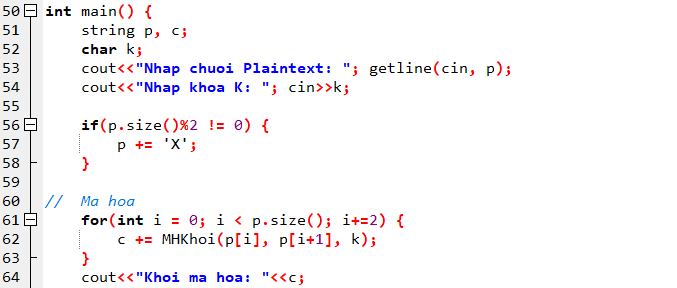 50 int main() {
51 string p, c;
52 char k;
53 cout<<"Nhap chuoi Plaintext: "; getline(cin, p);
54 cout<<"Nhap khoa K: "; cin>>k;
55
56 if(p.size()%2 != 0) {
57 p += 'X';
58 }
59
60 // Ma hoa
61 for(int i = 0; i < p.size(); i+=2) {
62 c += MHKhoi(p[i], p[i+1], k);
63 }
64 cout<<"Khoi ma hoa: "<<c;